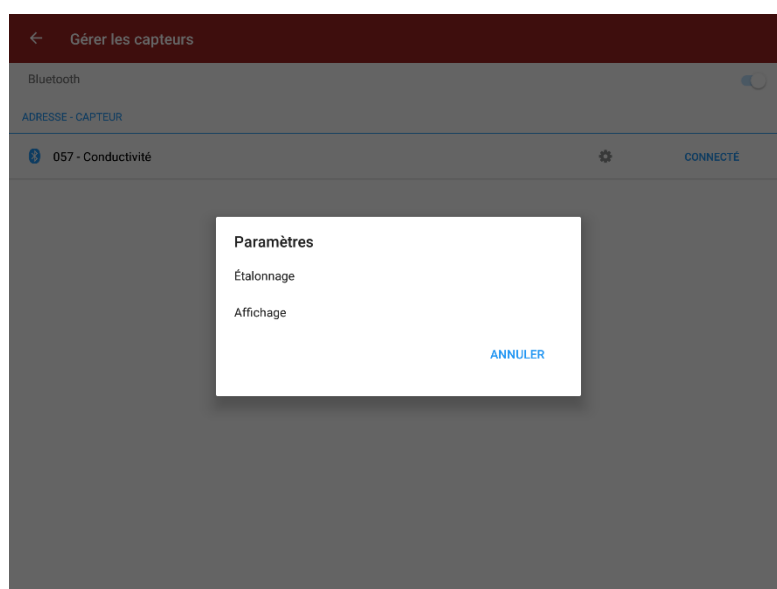 Gérer les capteurs
Bluetooth
ADRESSE - CAPTEUR
057 - Conductivité CONNECTÉ
Paramètres
Étalonnage
Affichage
ANNULER